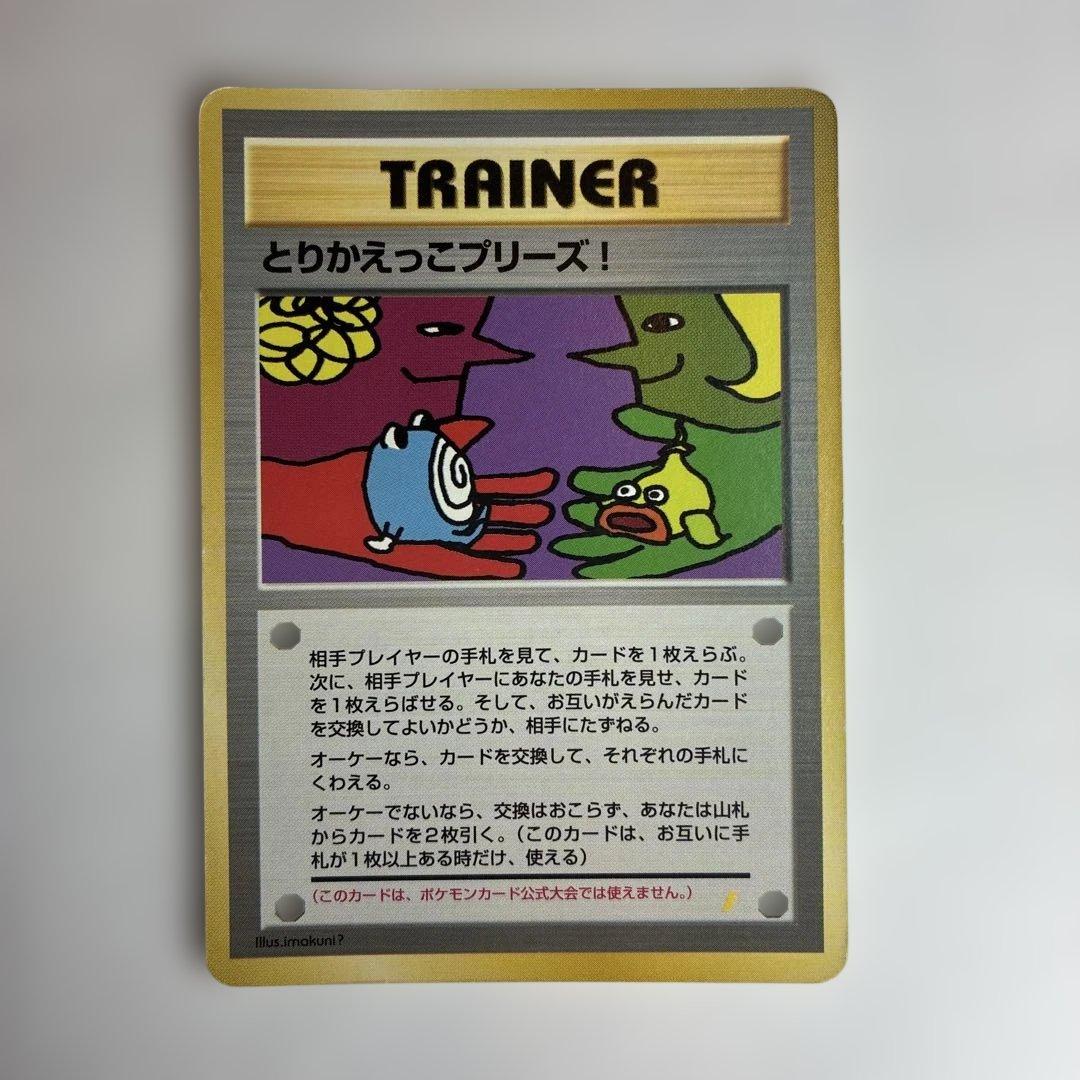 TRAINER
とりかえっこプリーズ！
相手プレイヤーの手札を見て、カードを１枚えらぶ。
次に、相手プレイヤーにあなたの手札を見せ、カード
を１枚えらばせる。そして、お互いがえらんだカード
を交換してよいかどうか、相手にたずねる。
オーケーなら、カードを交換して、それぞれの手札に
くわえる。
オーケーでないなら、交換はおこらず、あなたは山札
からカードを２枚引く。（このカードは、お互いに手
札が１枚以上ある時だけ、使える）
（このカードは、ポケモンカード公式大会では使えません。）
Illus.imakuni?